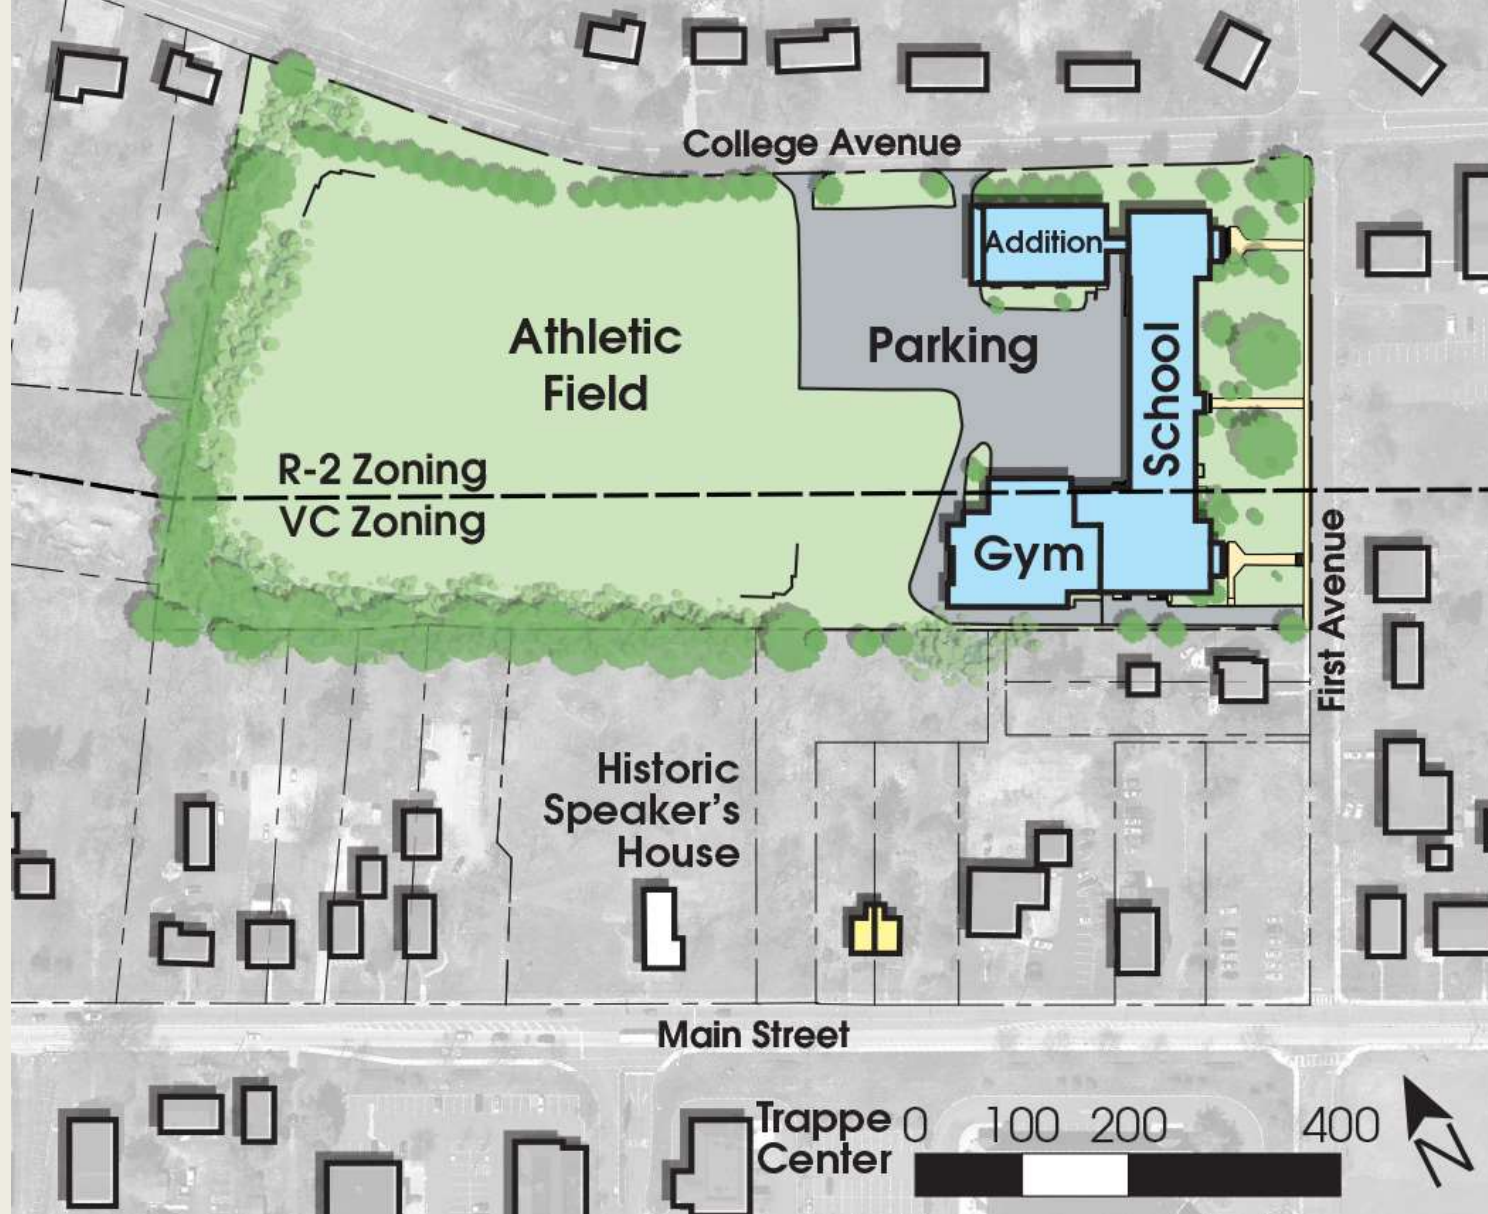 College Avenue
Addition
Athletic
Field
Parking
School
R-2 Zoning
VC Zoning
Gym
First Avenue
Historic
Speaker's
House
Main Street
Trappe
Center
0 100 200 400
N